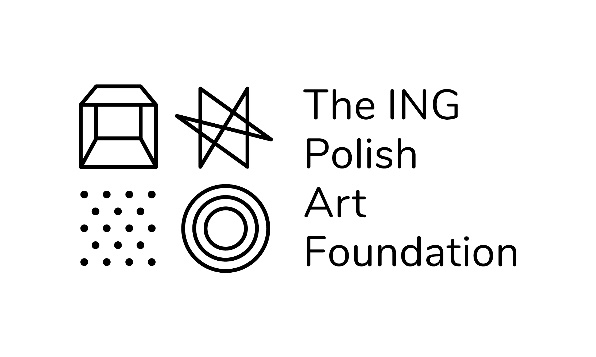 The ING
Polish
Art
Foundation